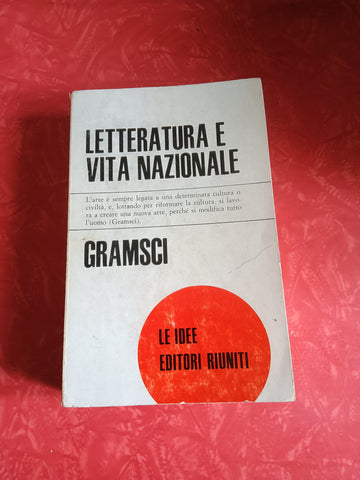 LETTERATURA E
VITA NAZIONALE
L'arte è sempre legata a una determinata cultura o
civiltà, e, lottando per riformare la cultura, si lavo-
ra a creare una nuova arte, perché si modifica tutto
l'uomo (Gramsci).
GRAMSCI
LE IDEE
EDITORI RIUNITI